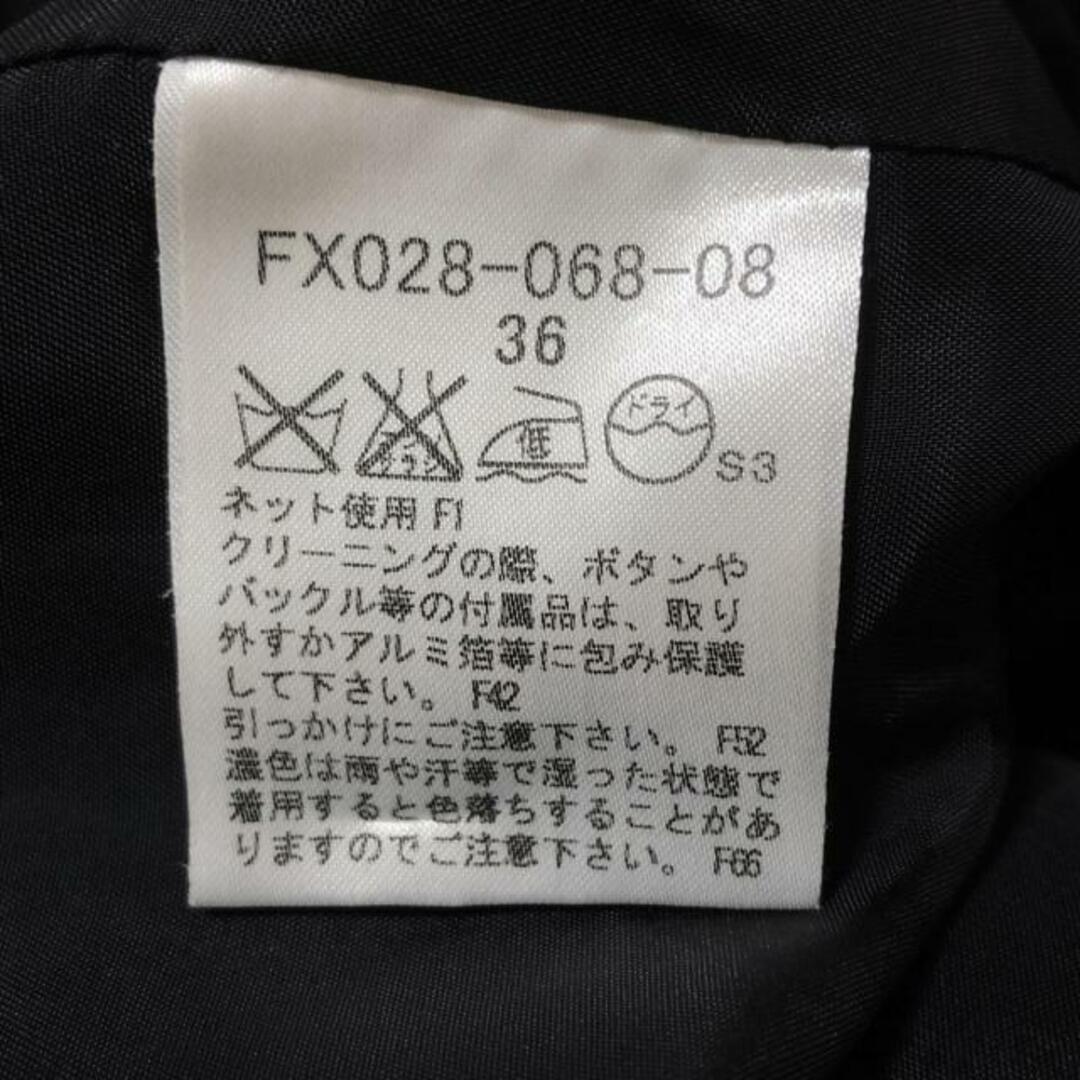 FX028-068-08
36
低
ドライ
S3
ネット使用 F1
クリーニングの際、ボタンや
バックル等の付属品は、取り
外すかアルミ箔等に包み保護
して下さい。 F42
引っかけにご注意下さい。 F52
濃色は雨や汗等で湿った状態で
着用すると色落ちすることがあ
りますのでご注意下さい。 F66